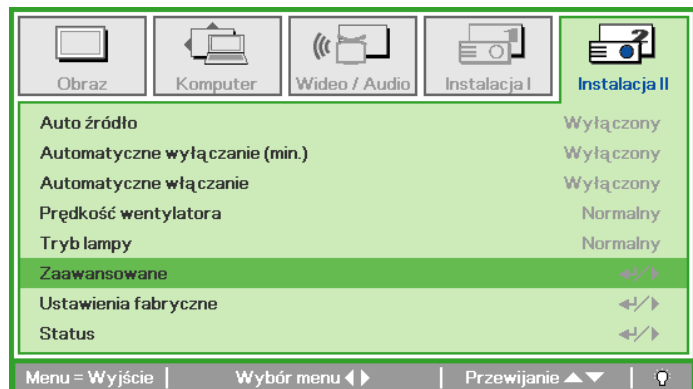 Obraz
Komputer
Wideo / Audio
Instalacja I
Instalacja II
Auto źródło Wyłączony
Automatyczne wyłączanie (min.) Wyłączony
Automatyczne włączanie Wyłączony
Prędkość wentylatora Normalny
Tryb lampy Normalny
Zaawansowane
Ustawienia fabryczne
Status
Menu = Wyjście Wybór menu Przewijanie